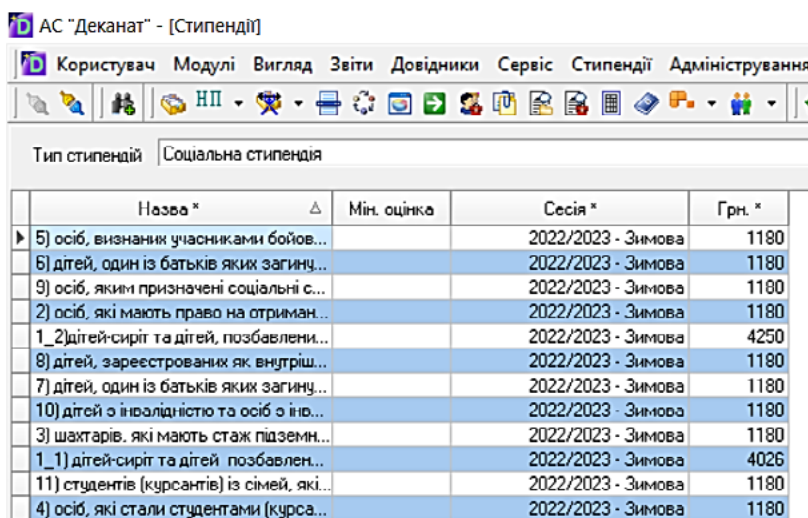 АС "Деканат" - [Стипендії]
Користувач Модулі Вигляд Звіти Довідники Сервіс Стипендії Адміністрування
НП
Тип стипендій Соціальна стипендія
Назва * Мін. оцінка Сесія * Грн. *
5) осіб, визнаних учасниками бойов... 2022/2023 - Зимова 1180
6) дітей, один із батьків яких загину... 2022/2023 - Зимова 1180
9) осіб, яким призначені соціальні с... 2022/2023 - Зимова 1180
2) осіб, які мають право на отриман... 2022/2023 - Зимова 1180
1_2)дітей-сиріт та дітей, позбавлени... 2022/2023 - Зимова 4250
8) дітей, зареєстрованих як внутріш... 2022/2023 - Зимова 1180
7) дітей, один із батьків яких загину... 2022/2023 - Зимова 1180
10) дітей з інвалідністю та осіб з інв... 2022/2023 - Зимова 1180
3) шахтарів, які мають стаж підземн... 2022/2023 - Зимова 1180
1_1) дітей-сиріт та дітей позбавлен... 2022/2023 - Зимова 4026
11) студентів (курсантів) із сімей, які... 2022/2023 - Зимова 1180
4) осіб, які стали студентами (курса... 2022/2023 - Зимова 1180